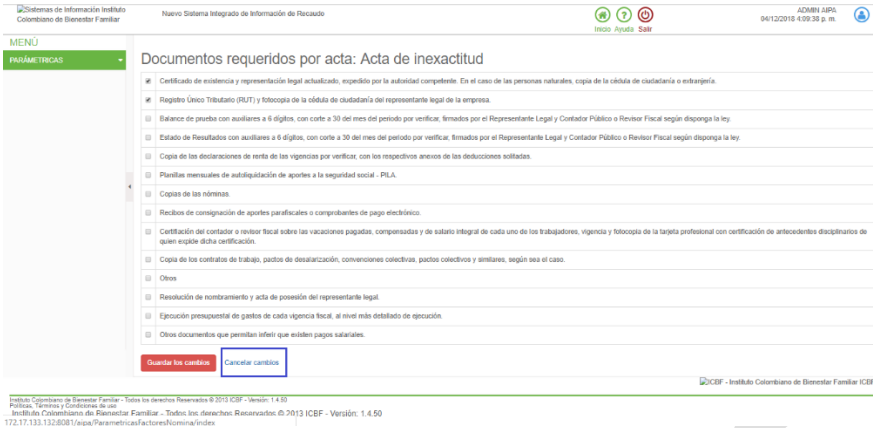 Sistemas de Información Instituto
Colombiano de Bienestar Familiar
Nuevo Sistema Integrado de Información de Recaudo
Inicio Ayuda Salir
ADMIN AIPA
04/12/2018 4:09:38 p. m.
MENÚ
PARÁMETRICAS
Documentos requeridos por acta: Acta de inexactitud
Certificado de existencia y representación legal actualizado, expedido por la autoridad competente. En el caso de las personas naturales, copia de la cédula de ciudadanía o extranjería.
Registro Único Tributario (RUT) y fotocopia de la cédula de ciudadanía del representante legal de la empresa.
Balance de prueba con auxiliares a 6 dígitos, con corte a 30 del mes del periodo por verificar, firmados por el Representante Legal y Contador Público o Revisor Fiscal según disponga la ley.
Estado de Resultados con auxiliares a 6 dígitos, con corte a 30 del mes del periodo por verificar, firmados por el Representante Legal y Contador Público o Revisor Fiscal según disponga la ley.
Copia de las declaraciones de renta de las vigencias por verificar, con los respectivos anexos de las deducciones solitadas.
Planillas mensuales de autoliquidación de aportes a la seguridad social - PILA.
Copias de las nóminas.
Recibos de consignación de aportes parafiscales o comprobantes de pago electrónico.
Certifiación del contador o revisor fiscal sobre las vacaciones pagadas, compensadas y de salario integral de cada uno de los trabajadores, vigencia y fotocopia de la tarjeta profesional con certificación de antecedentes disciplinarios de
quien expide dicha certificación.
Copia de los contratos de trabajo, pactos de desalarización, convenciones colectivas, pactos colectivos y similares, según sea el caso.
Otros
Resolución de nombramiento y acta de posesión del representante legal.
Ejecución presupuestal de gastos de cada vigencia fiscal, al nivel más detallado de ejecución.
Otros documentos que permitan inferir que existen pagos salariales.
Guardar los cambios
Cancelar cambios
ICBF - Instituto Colombiano de Bienestar Familiar ICBF
Instituto Colombiano de Bienestar Familiar - Todos los derechos Reservados © 2013 ICBF - Versión: 1.4.50
Políticas, Términos y Condiciones de uso
Instituto Colombiano de Bienestar Familiar - Todos los derechos Reservados © 2013 ICBF - Versión: 1.4.50
172.17.133.132:8081/aipa/ParametricasFactoresNomina/index